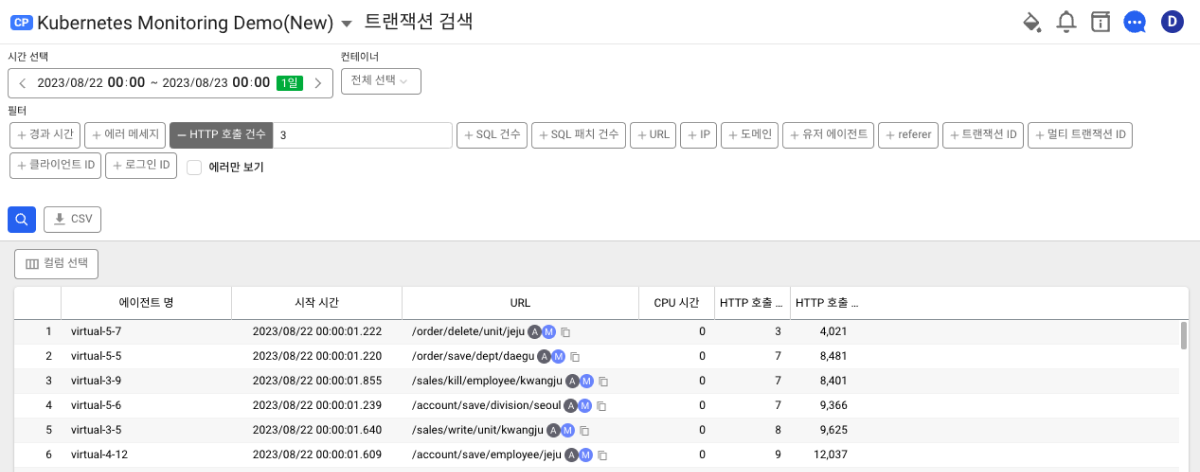 CP Kubernetes Monitoring Demo(New) 트랜잭션 검색 D
시간 선택 컨테이너
2023/08/22 00:00 ~ 2023/08/23 00:00 1일 전체 선택
필터
+ 경과 시간 + 에러 메세지 − HTTP 호출 건수 3 + SQL 건수 + SQL 패치 건수 + URL + IP + 도메인 + 유저 에이전트 + referer + 트랜잭션 ID + 멀티 트랜잭션 ID
+ 클라이언트 ID + 로그인 ID 에러만 보기
CSV
컬럼 선택
에이전트 명 시작 시간 URL CPU 시간 HTTP 호출 ... HTTP 호출 ...
1 virtual-5-7 2023/08/22 00:00:01.222 /order/delete/unit/jeju A M 0 3 4,021
2 virtual-5-5 2023/08/22 00:00:01.220 /order/save/dept/daegu A M 0 7 8,481
3 virtual-3-9 2023/08/22 00:00:01.855 /sales/kill/employee/kwangju A M 0 7 8,401
4 virtual-5-6 2023/08/22 00:00:01.239 /account/save/division/seoul A M 0 7 9,366
5 virtual-3-5 2023/08/22 00:00:01.640 /sales/write/unit/kwangju A M 0 8 9,625
6 virtual-4-12 2023/08/22 00:00:01.609 /account/save/employee/jeju A M 0 9 12,037